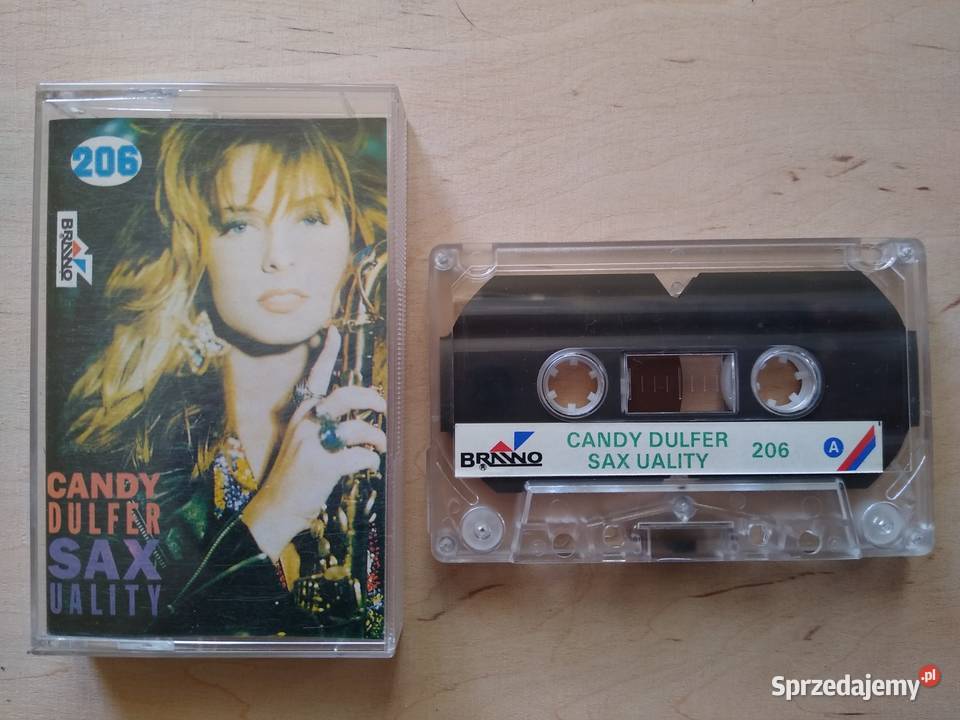 206
BRAWO
CANDY
DULFER
SAX
UALITY
BRAWO
®
CANDY DULFER
SAX UALITY
206
A
Sprzedajemy.pl